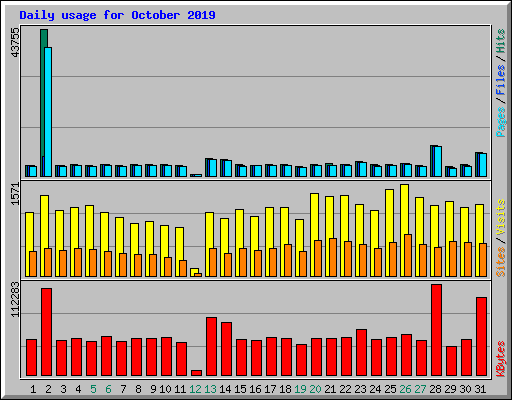 Daily usage for October 2019
43755
Pages / Files / Hits
1571
Sites / Visits
112283
KBytes
1 2 3 4 5 6 7 8 9 10 11 12 13 14 15 16 17 18 19 20 21 22 23 24 25 26 27 28 29 30 31